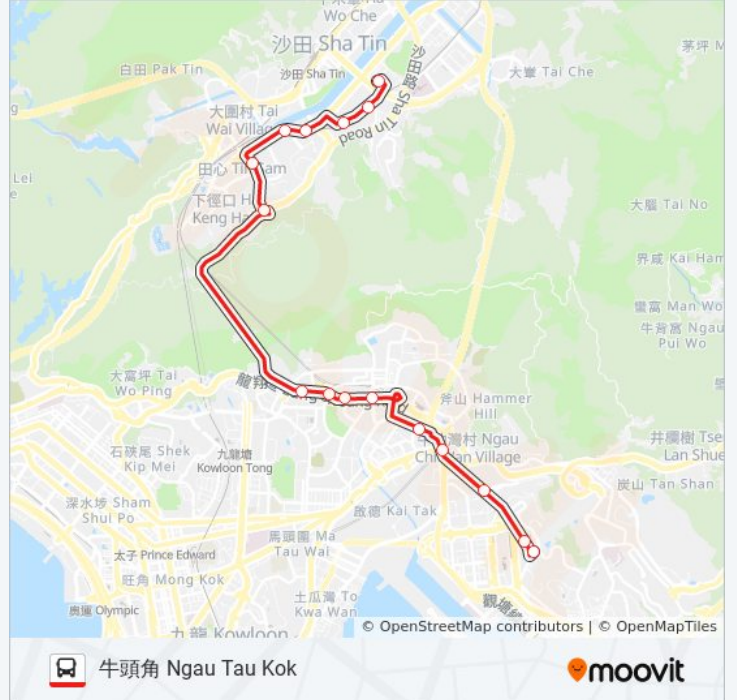 Wo Che
沙田 Sha Tin
白田 Pak Tin
沙田 Sha Tin
沙田路 Sha Tin Road
大輋 Tai Che
茅坪 M
大圍村 Tai
Wai Village
田心 Tin Sam
Lei
下徑口 H
Keng Ha
大腦 Tai No
界咸 Kai Ham
蠻窩 Man Wo
牛背窩 Ngau
Pui Wo
大窩坪 Tai
Wo Ping
斧山 Hammer
Hill
石硤尾 Shek
Kip Mei
九龍塘
Kowloon Tong
灣村 Ngau
Village
井欄樹 Tse
Lan Shue
炭山 Tan Shan
深水埗 Sham
Shui Po
啟德 Kai Tak
馬頭圍 Ma
Tau Wai
太子 Prince Edward
旺角 Mong Kok
土瓜灣 To
Kwa Wan
奧運 Olympic
觀塘
九龍 Kowloon
© OpenStreetMap contributors | © OpenMapTiles
牛頭角 Ngau Tau Kok
moovit